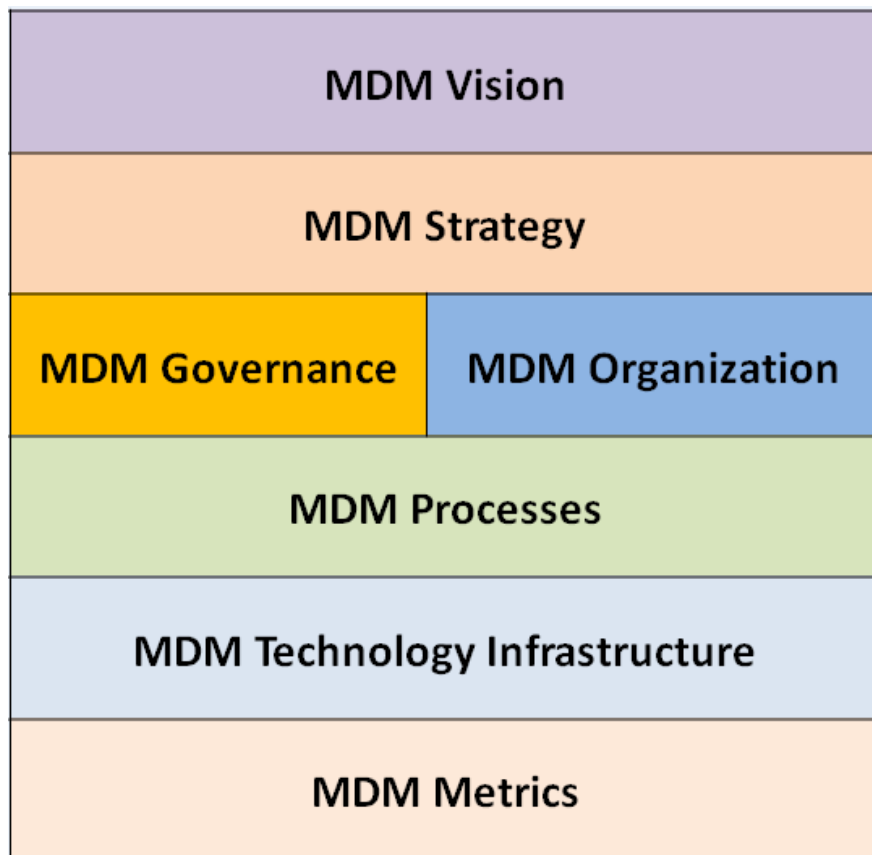 MDM Vision
MDM Strategy
MDM Governance
MDM Organization
MDM Processes
MDM Technology Infrastructure
MDM Metrics